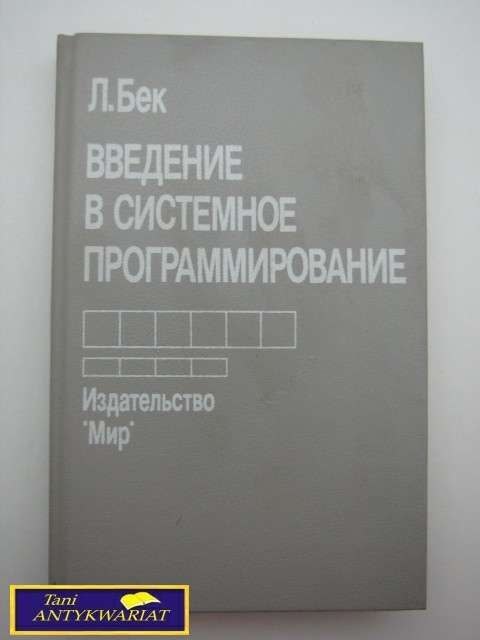 Л.Бек
ВВЕДЕНИЕ
В СИСТЕМНОЕ
ПРОГРАММИРОВАНИЕ
Издательство
"Мир"
Tani
ANTYKWARIAT